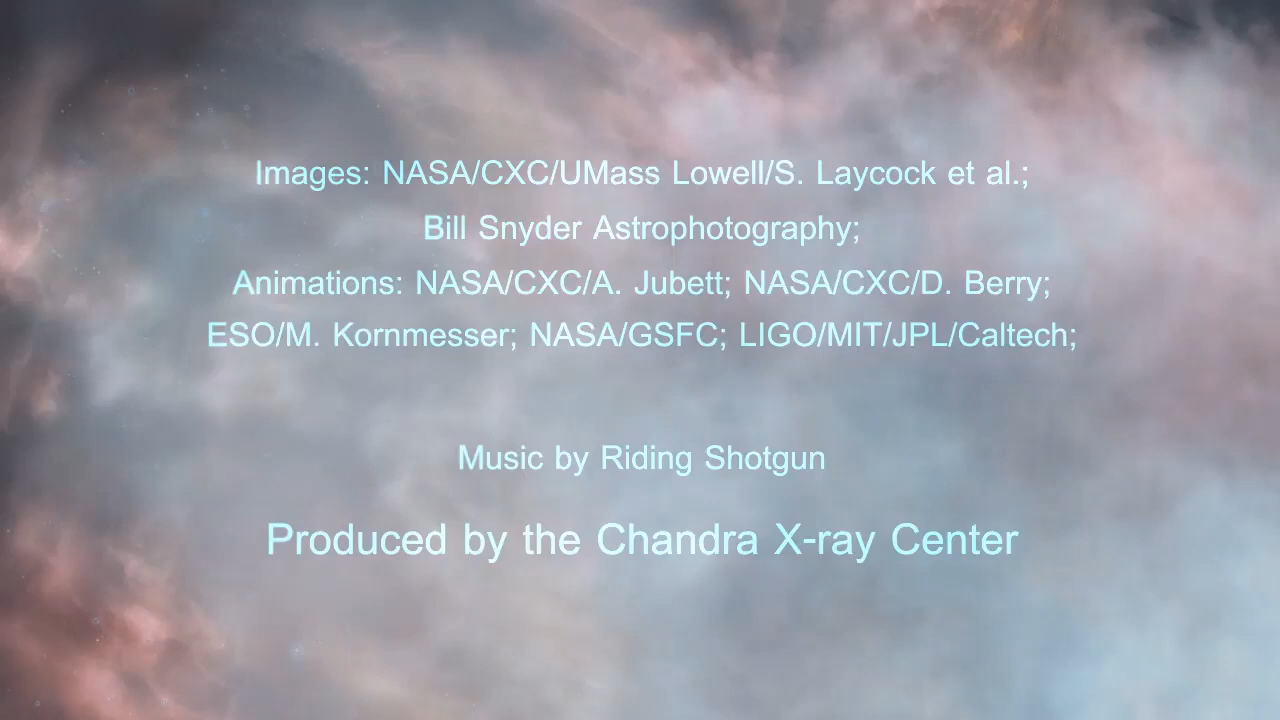 Images: NASA/CXC/UMass Lowell/S. Laycock et al.;
Bill Snyder Astrophotography;
Animations: NASA/CXC/A. Jubett; NASA/CXC/D. Berry;
ESO/M. Kornmesser; NASA/GSFC; LIGO/MIT/JPL/Caltech;
Music by Riding Shotgun
Produced by the Chandra X-ray Center